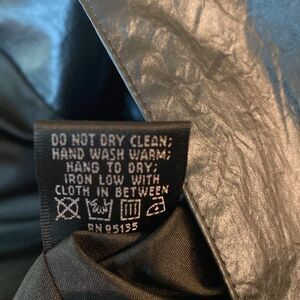 DO NOT DRY CLEAN;
HAND WASH WARM;
HANG TO DRY;
IRON LOW WITH
CLOTH IN BETWEEN
RN 95135